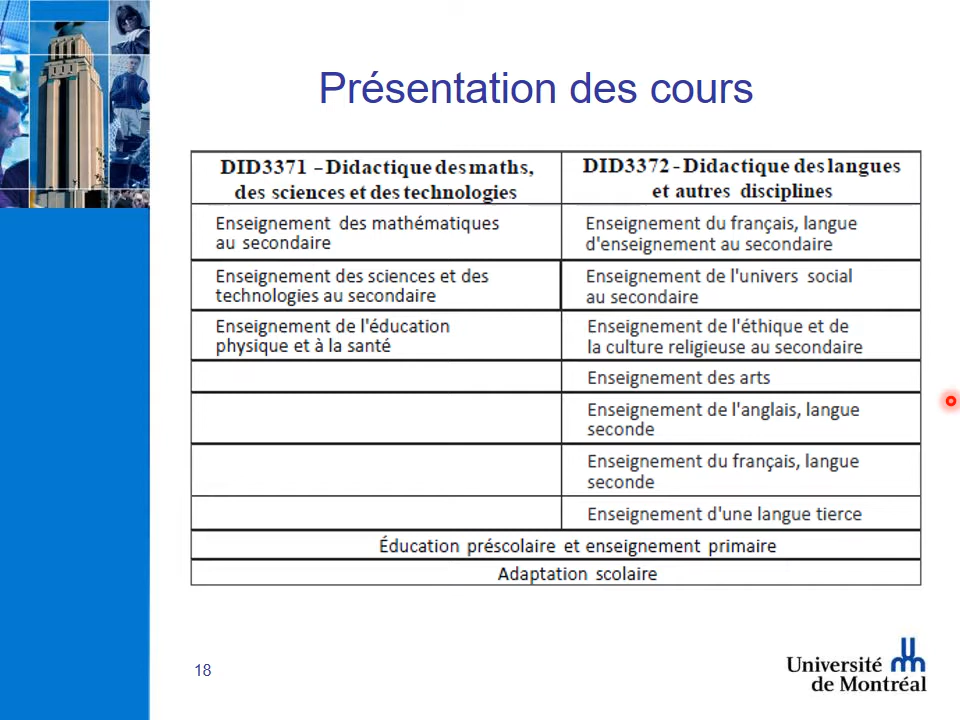 Présentation des cours
DID3371 – Didactique des maths,
des sciences et des technologies
DID3372 - Didactique des langues
et autres disciplines
Enseignement des mathématiques
au secondaire
Enseignement du français, langue
d'enseignement au secondaire
Enseignement des sciences et des
technologies au secondaire
Enseignement de l'univers social
au secondaire
Enseignement de l'éducation
physique et à la santé
Enseignement de l'éthique et de
la culture religieuse au secondaire
Enseignement des arts
Enseignement de l'anglais, langue
seconde
Enseignement du français, langue
seconde
Enseignement d'une langue tierce
Éducation préscolaire et enseignement primaire
Adaptation scolaire
18
Université
de Montréal